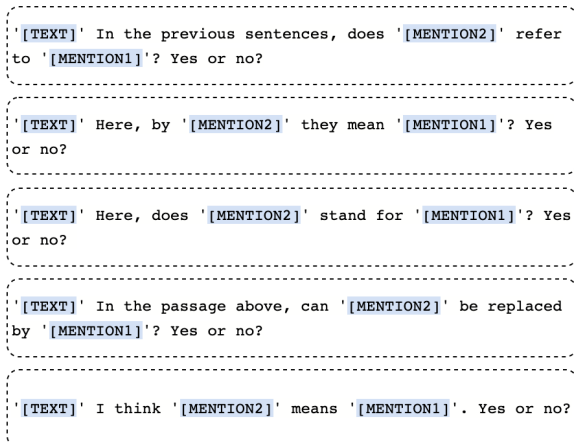 '[TEXT]' In the previous sentences, does '[MENTION2]' refer
to '[MENTION1]'? Yes or no?
'[TEXT]' Here, by '[MENTION2]' they mean '[MENTION1]'? Yes
or no?
'[TEXT]' Here, does '[MENTION2]' stand for '[MENTION1]'? Yes
or no?
'[TEXT]' In the passage above, can '[MENTION2]' be replaced
by '[MENTION1]'? Yes or no?
'[TEXT]' I think '[MENTION2]' means '[MENTION1]'. Yes or no?